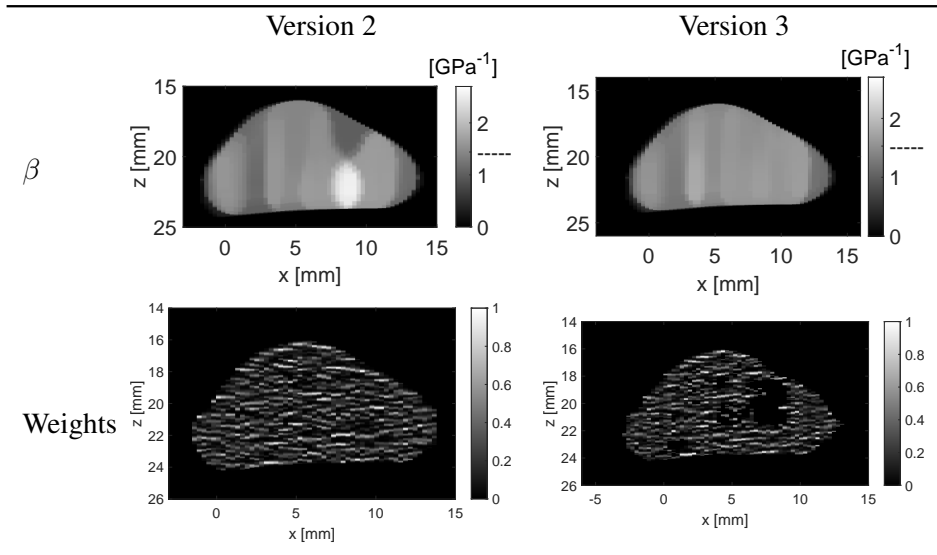 Version 2 Version 3
[GPa-1] [GPa-1]
15 15
2 2
β z [mm] 20 z [mm] 20
1 1
25 0 25 0
0 5 10 15 0 5 10 15
x [mm] x [mm]
14 1 14 1
16 0.8 16 0.8
18 0.6 18 0.6
Weights z [mm] 20 z [mm] 20
0.4 0.4
22 22
24 0.2 24 0.2
26 0 26 0
0 5 10 15 -5 0 5 10 15
x [mm] x [mm]